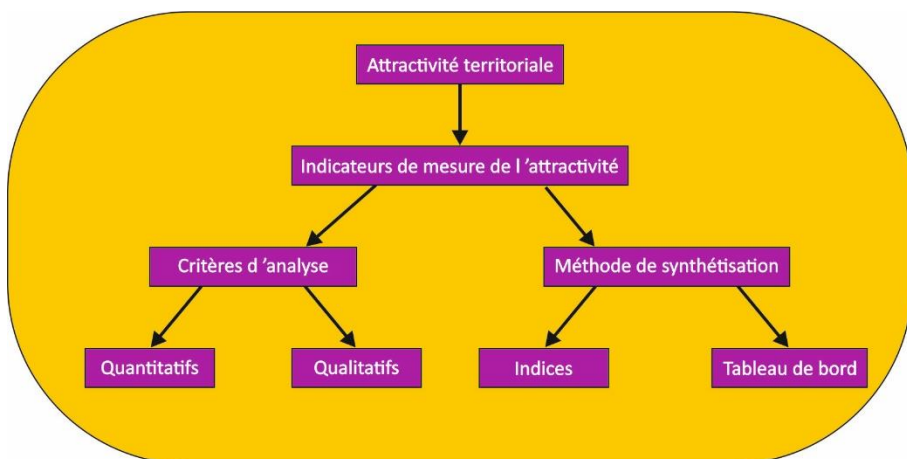 Attractivité territoriale
Indicateurs de mesure de l ’attractivité
Critères d ’analyse
Méthode de synthétisation
Quantitatifs
Qualitatifs
Indices
Tableau de bord